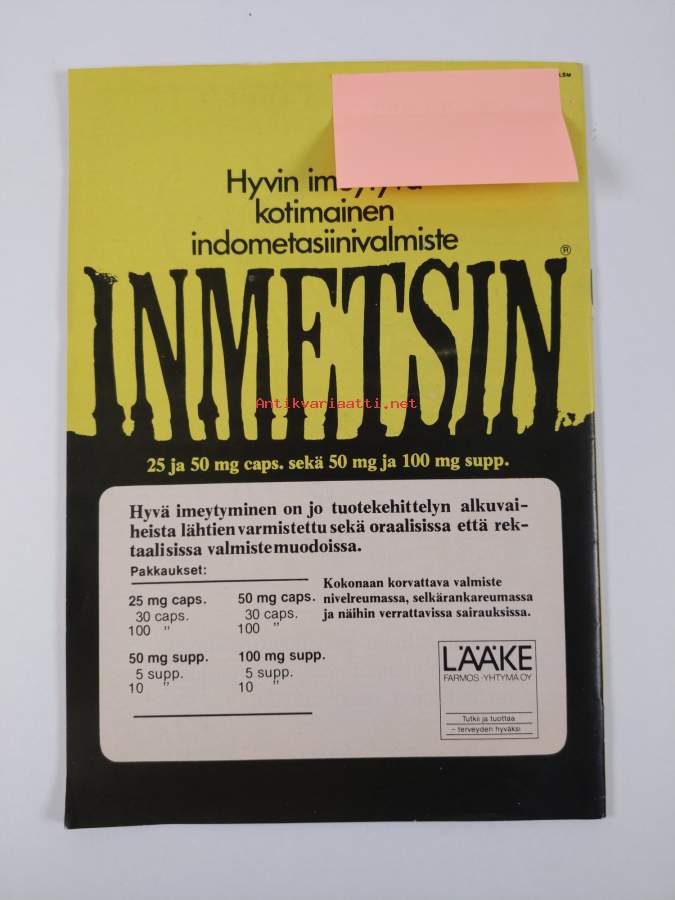 Hyvin imeytyvä
kotimainen
indometasiinivalmiste
INMETSIN®
Antikvariaatti.net
25 ja 50 mg caps. sekä 50 mg ja 100 mg supp.
Hyvä imeytyminen on jo tuotekehittelyn alkuvai-
heista lähtien varmistettu sekä oraalisissa että rek-
taalisissa valmistemuodoissa.
Pakkaukset:
25 mg caps.
30 caps.
100 "
50 mg caps.
30 caps.
100 "
50 mg supp.
5 supp.
10 "
100 mg supp.
5 supp.
10 "
Kokonaan korvattava valmiste
nivelreumassa, selkärankareumassa
ja näihin verrattavissa sairauksissa.
LÄÄKE
FARMOS-YHTYMÄ OY
Tutkii ja tuottaa
- terveyden hyväksi